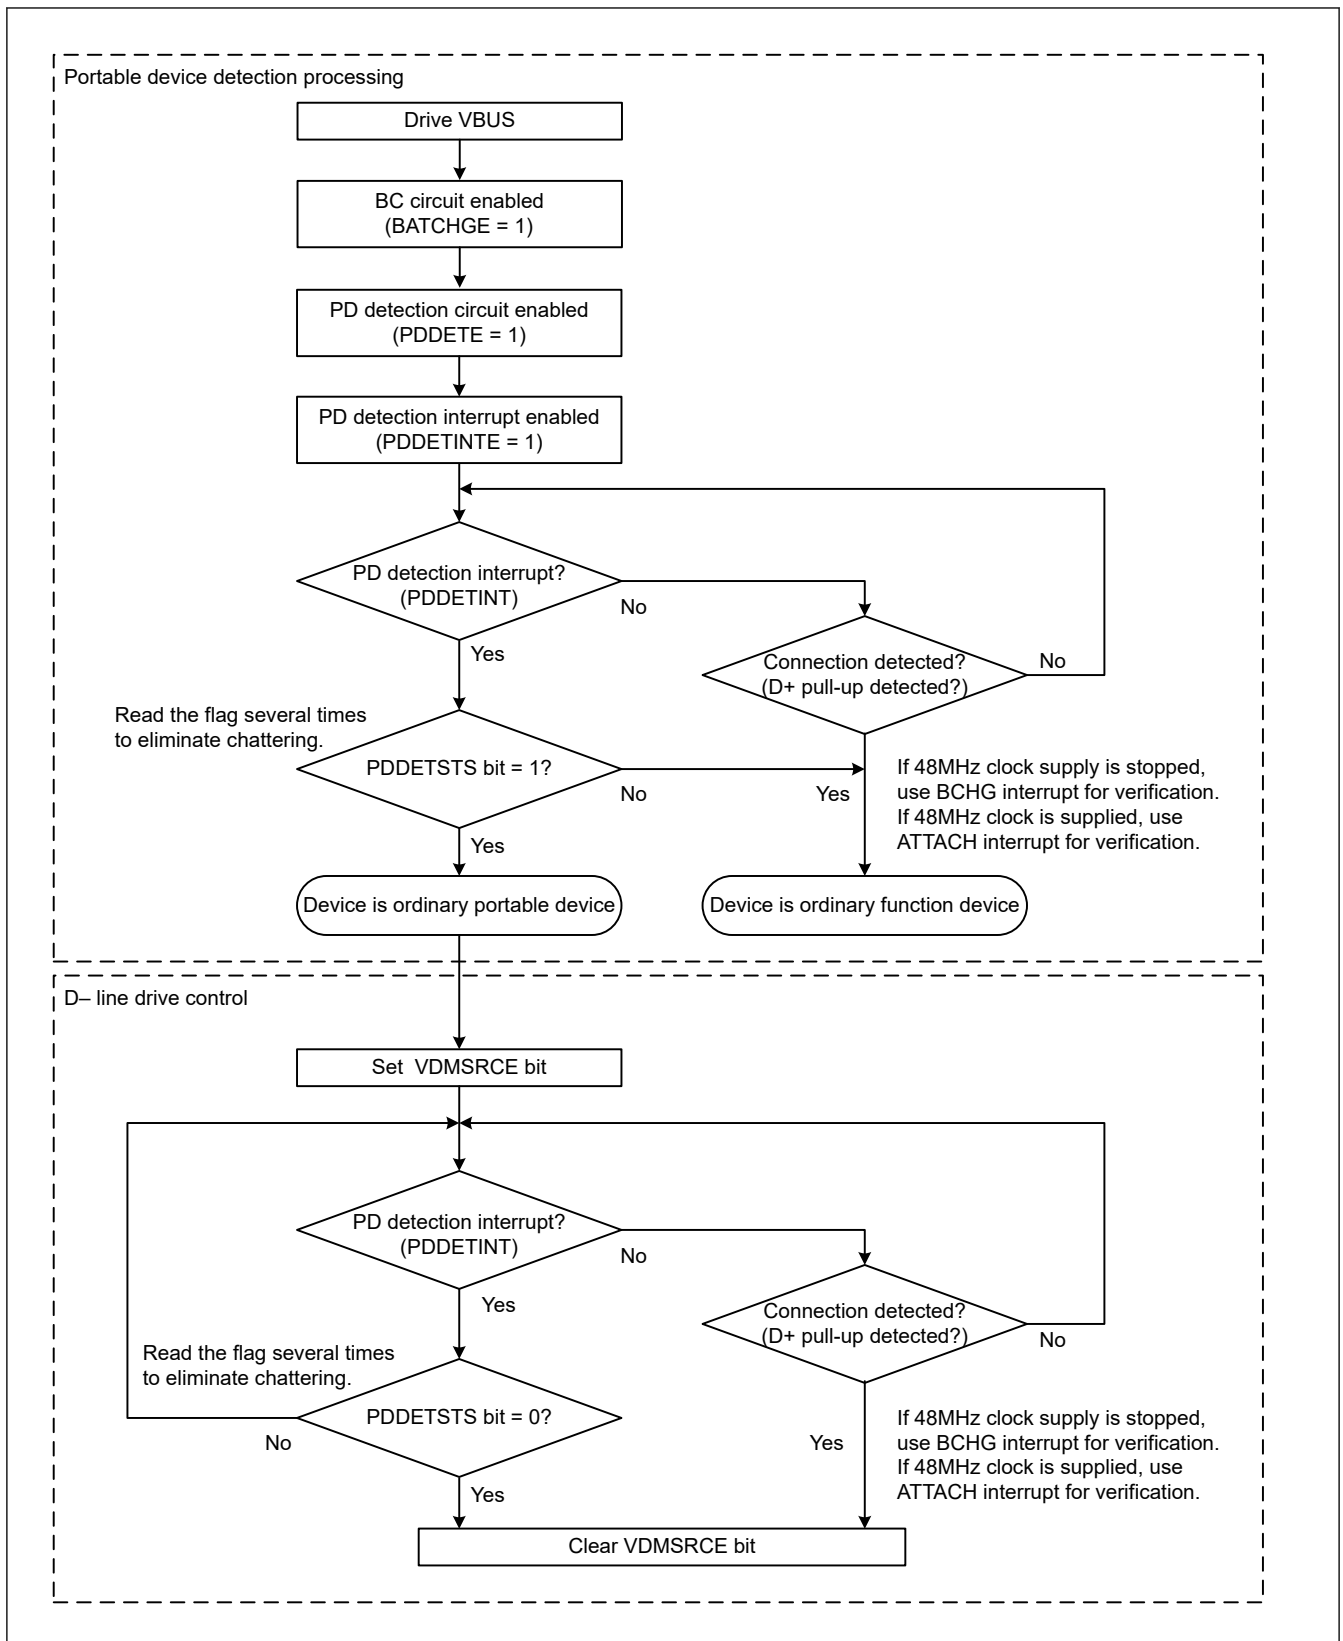 Portable device detection processing
Drive VBUS
BC circuit enabled
(BATCHGE = 1)
PD detection circuit enabled
(PDDETE = 1)
PD detection interrupt enabled
(PDDETINTE = 1)
PD detection interrupt?
(PDDETINT)
No
Yes
Connection detected?
(D+ pull-up detected?)
No
Read the flag several times
to eliminate chattering.
PDDETSTS bit = 1?
No
Yes
Yes
If 48MHz clock supply is stopped,
use BCHG interrupt for verification.
If 48MHz clock is supplied, use
ATTACH interrupt for verification.
Device is ordinary portable device
Device is ordinary function device
D– line drive control
Set  VDMSRCE bit
PD detection interrupt?
(PDDETINT)
No
Yes
Connection detected?
(D+ pull-up detected?)
No
Read the flag several times
to eliminate chattering.
PDDETSTS bit = 0?
No
Yes
Yes
If 48MHz clock supply is stopped,
use BCHG interrupt for verification.
If 48MHz clock is supplied, use
ATTACH interrupt for verification.
Clear VDMSRCE bit